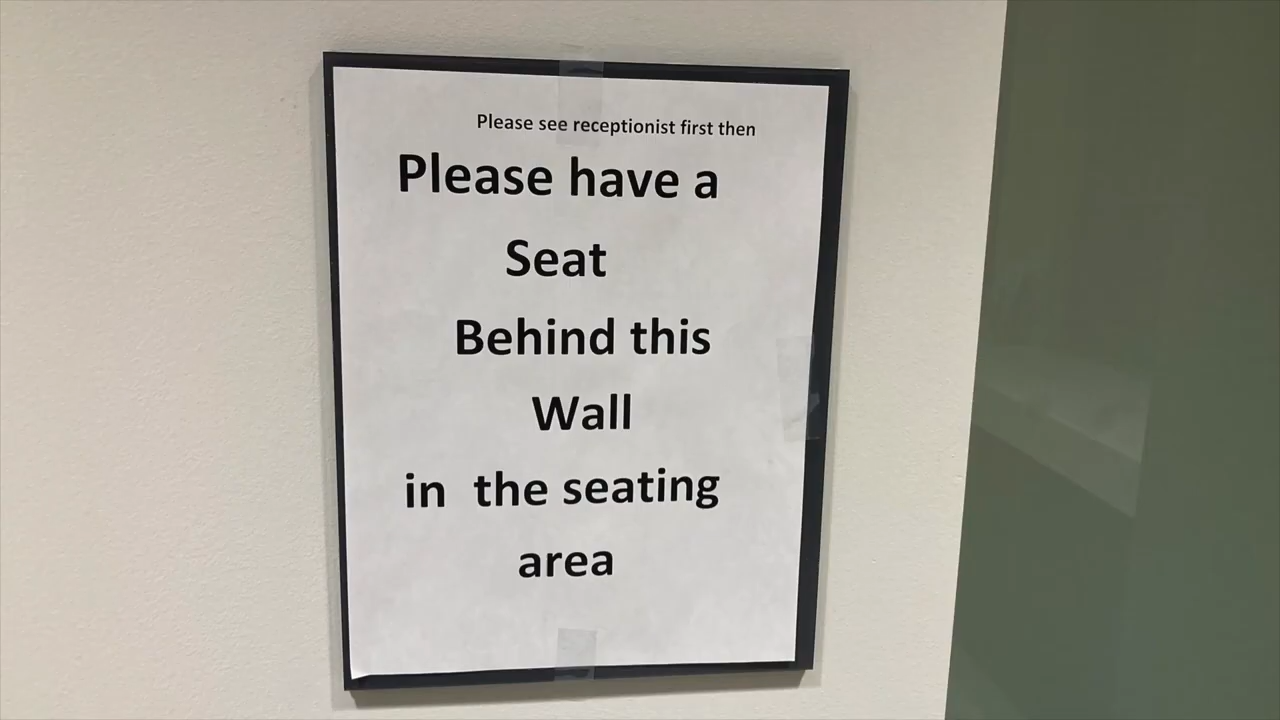 Please see receptionist first then
Please have a
Seat
Behind this
Wall
in  the seating
area